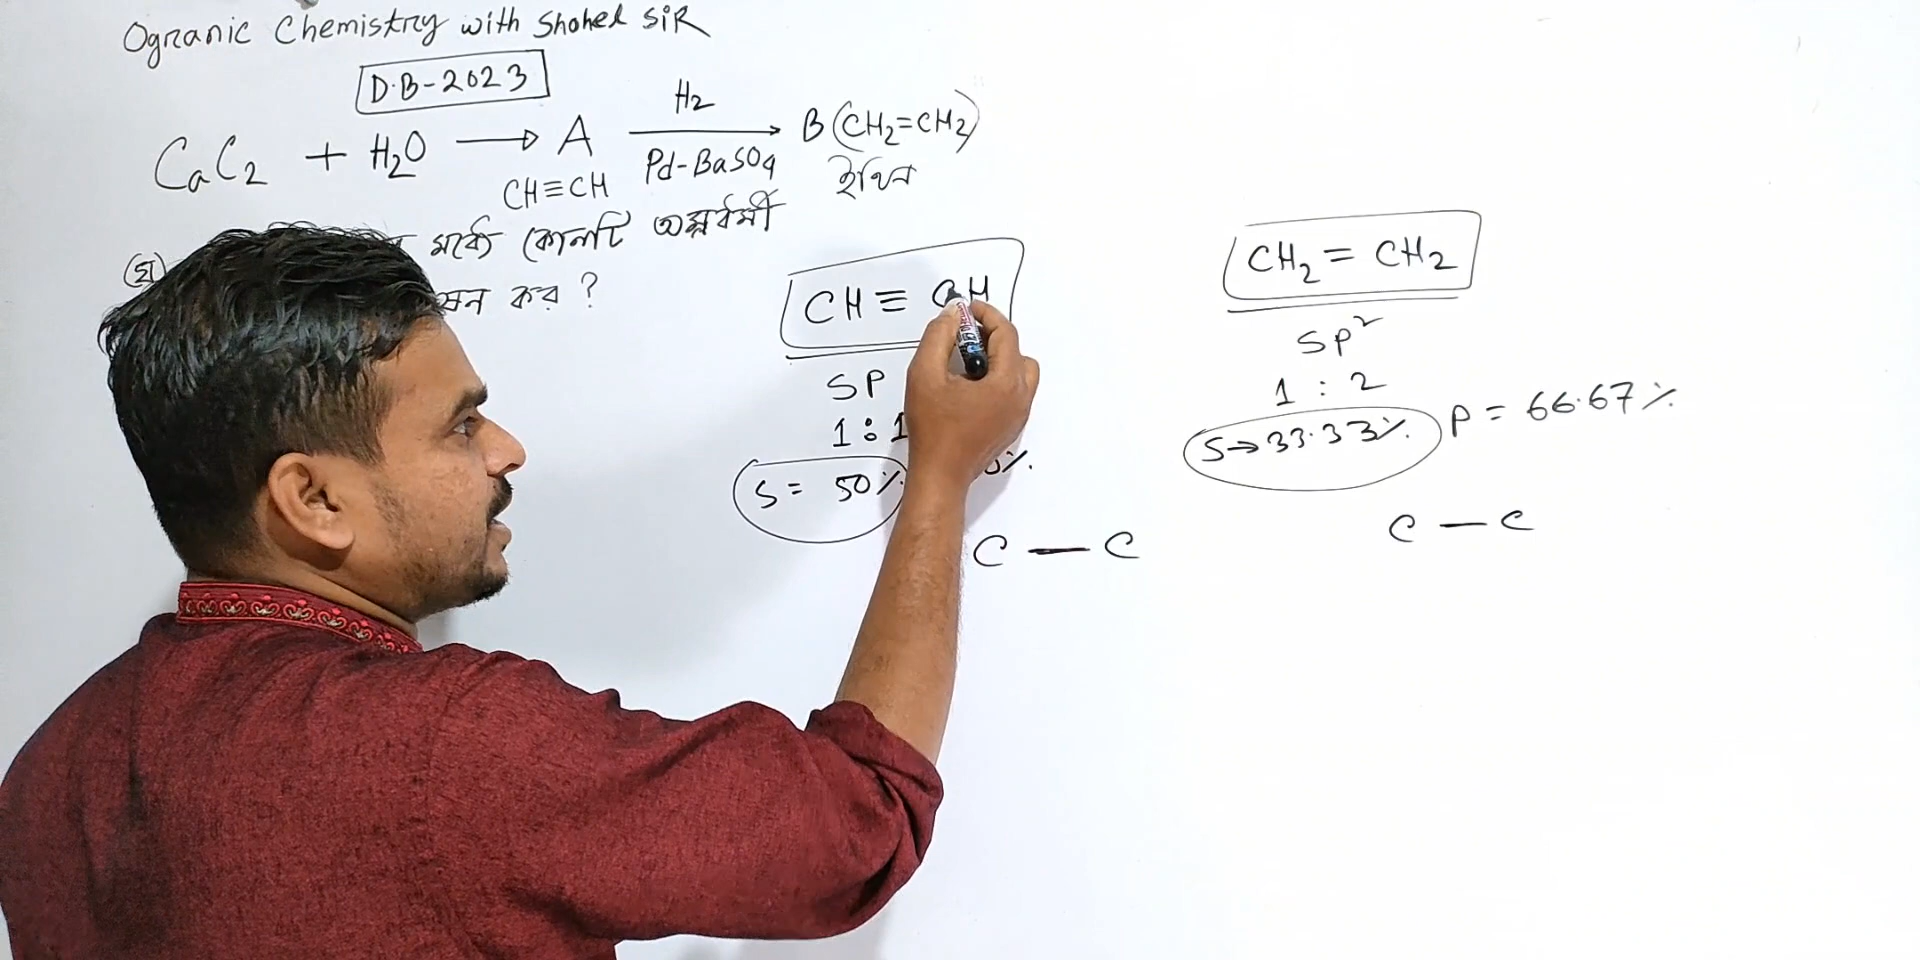 Ogranic Chemistry with Shohel SiR
D.B-2023
CaC2 + H2O → A H2 Pd-BaSO4 B(CH2=CH2)
CH≡CH ইথিন
(ঘ) মধ্যে কোনটি অম্লধর্মী
কর ?
CH ≡ CH
SP
1:1
S = 50%
C — C
CH2 = CH2
SP²
1 : 2
S→33.33% P = 66.67%
C — C